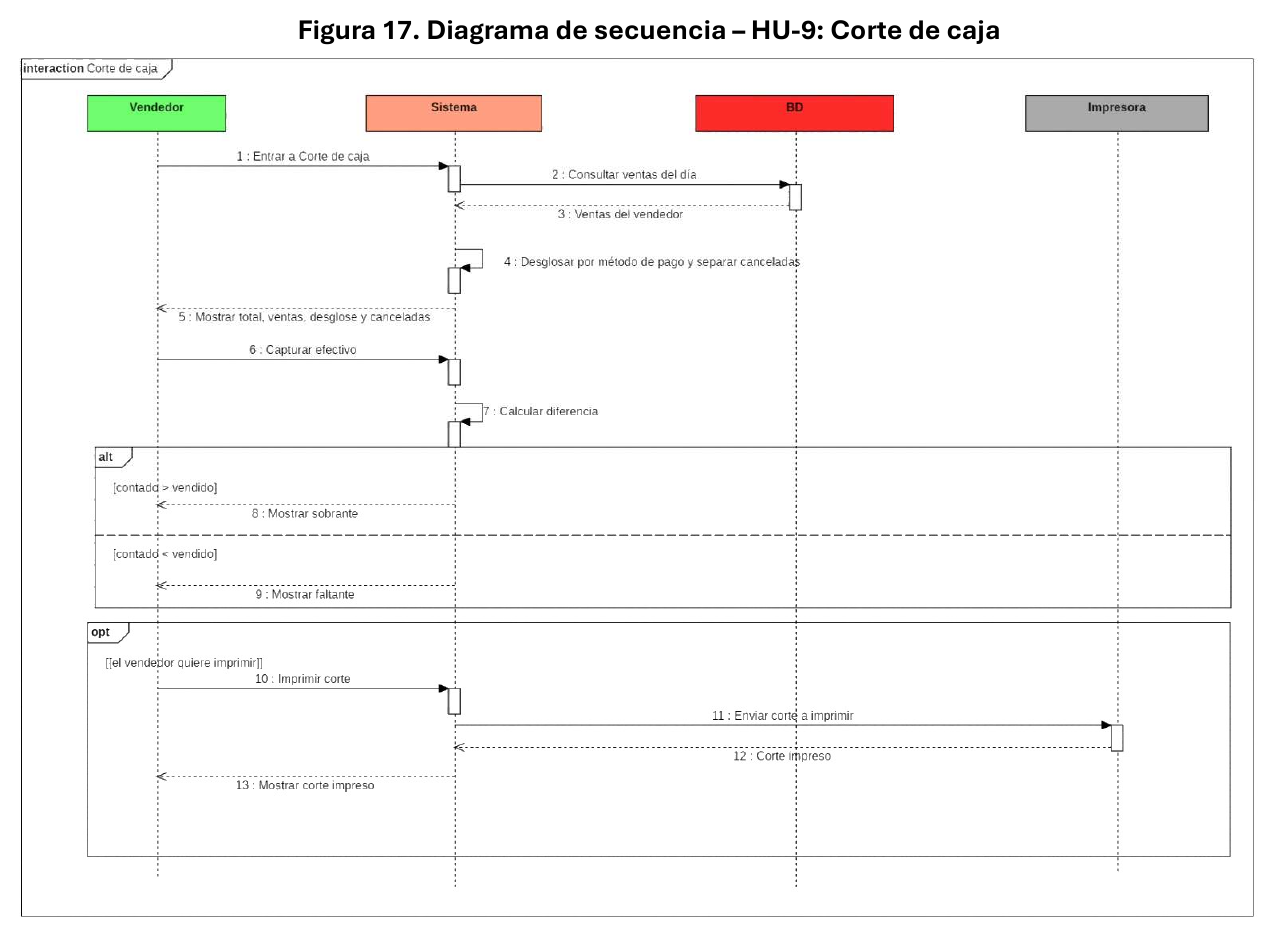 Figura 17. Diagrama de secuencia – HU-9: Corte de caja
interaction Corte de caja
Vendedor
Sistema
BD
Impresora
1 : Entrar a Corte de caja
2 : Consultar ventas del día
3 : Ventas del vendedor
4 : Desglosar por método de pago y separar canceladas
5 : Mostrar total, ventas, desglose y canceladas
6 : Capturar efectivo
7 : Calcular diferencia
alt
[contado > vendido]
8 : Mostrar sobrante
[contado < vendido]
9 : Mostrar faltante
opt
[[el vendedor quiere imprimir]]
10 : Imprimir corte
11 : Enviar corte a imprimir
12 : Corte impreso
13 : Mostrar corte impreso